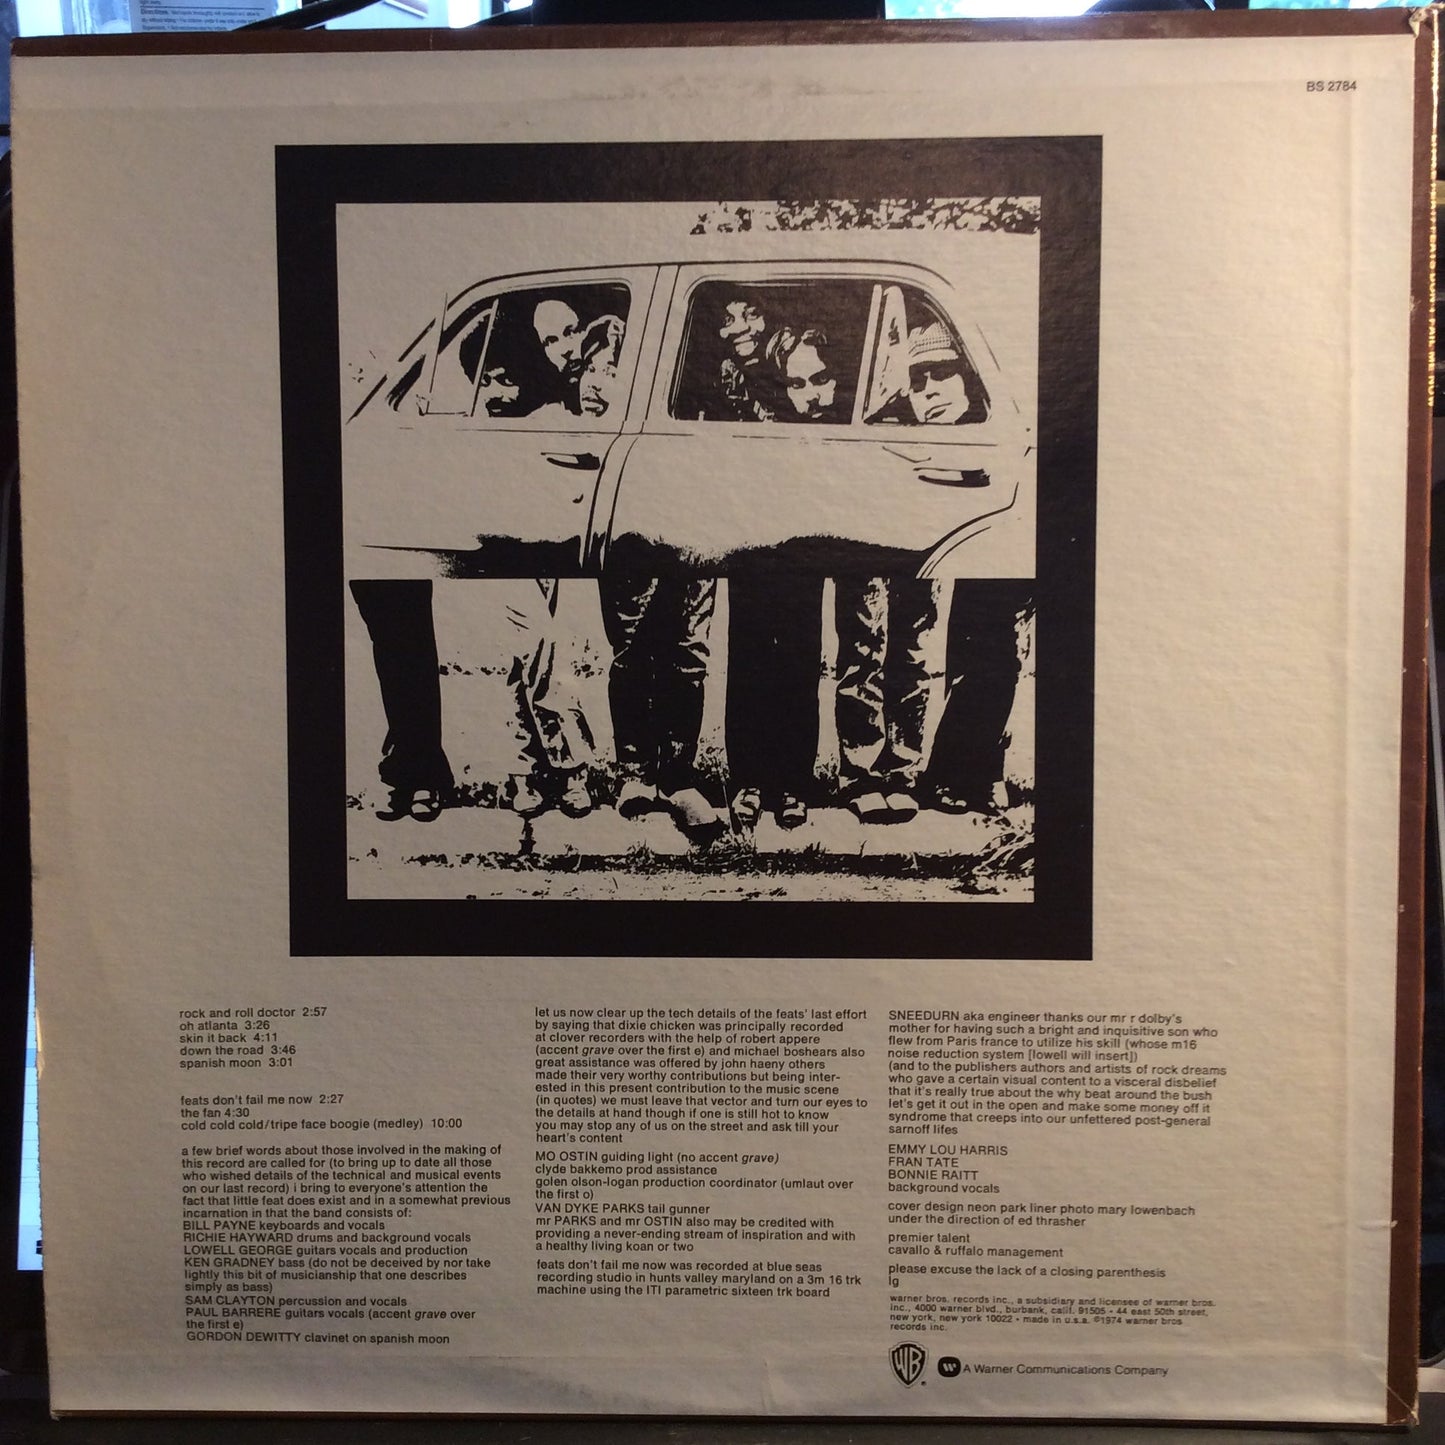 BS 2784
FEATS DON'T FAIL ME NOW
rock and roll doctor 2:57
oh atlanta 3:26
skin it back 4:11
down the road 3:46
spanish moon 3:01
feats don't fail me now 2:27
the fan 4:30
cold cold cold/tripe face boogie (medley) 10:00
a few brief words about those involved in the making of
this record are called for (to bring up to date all those
who wished details of the technical and musical events
on our last record) i bring to everyone's attention the
fact that little feat does exist and in a somewhat previous
incarnation in that the band consists of:
BILL PAYNE keyboards and vocals
RICHIE HAYWARD drums and background vocals
LOWELL GEORGE guitars vocals and production
KEN GRADNEY bass (do not be deceived by nor take
lightly this bit of musicianship that one describes
simply as bass)
SAM CLAYTON percussion and vocals
PAUL BARRERE guitars vocals (accent grave over
the first e)
GORDON DEWITTY clavinet on spanish moon
let us now clear up the tech details of the feats' last effort
by saying that dixie chicken was principally recorded
at clover recorders with the help of robert appere
(accent grave over the first e) and michael boshears also
great assistance was offered by john haeny others
made their very worthy contributions but being inter-
ested in this present contribution to the music scene
(in quotes) we must leave that vector and turn our eyes to
the details at hand though if one is still hot to know
you may stop any of us on the street and ask till your
heart's content
MO OSTIN guiding light (no accent grave)
clyde bakkemo prod assistance
golen olson-logan production coordinator (umlaut over
the first o)
VAN DYKE PARKS tail gunner
mr PARKS and mr OSTIN also may be credited with
providing a never-ending stream of inspiration and with
a healthy living koan or two
feats don't fail me now was recorded at blue seas
recording studio in hunts valley maryland on a 3m 16 trk
machine using the ITI parametric sixteen trk board
SNEEDURN aka engineer thanks our mr r dolby's
mother for having such a bright and inquisitive son who
flew from Paris france to utilize his skill (whose m16
noise reduction system [lowell will insert])
(and to the publishers authors and artists of rock dreams
who gave a certain visual content to a visceral disbelief
that it's really true about the why beat around the bush
let's get it out in the open and make some money off it
syndrome that creeps into our unfettered post-general
sarnoff lifes
EMMY LOU HARRIS
FRAN TATE
BONNIE RAITT
background vocals
cover design neon park liner photo mary lowenbach
under the direction of ed thrasher
premier talent
cavallo & ruffalo management
please excuse the lack of a closing parenthesis
lg
warner bros. records inc., a subsidiary and licensee of warner bros.
inc., 4000 warner blvd., burbank, calif. 91505 • 44 east 50th street,
new york, new york 10022 • made in u.s.a. ©1974 warner bros.
records inc.
WB
A Warner Communications Company